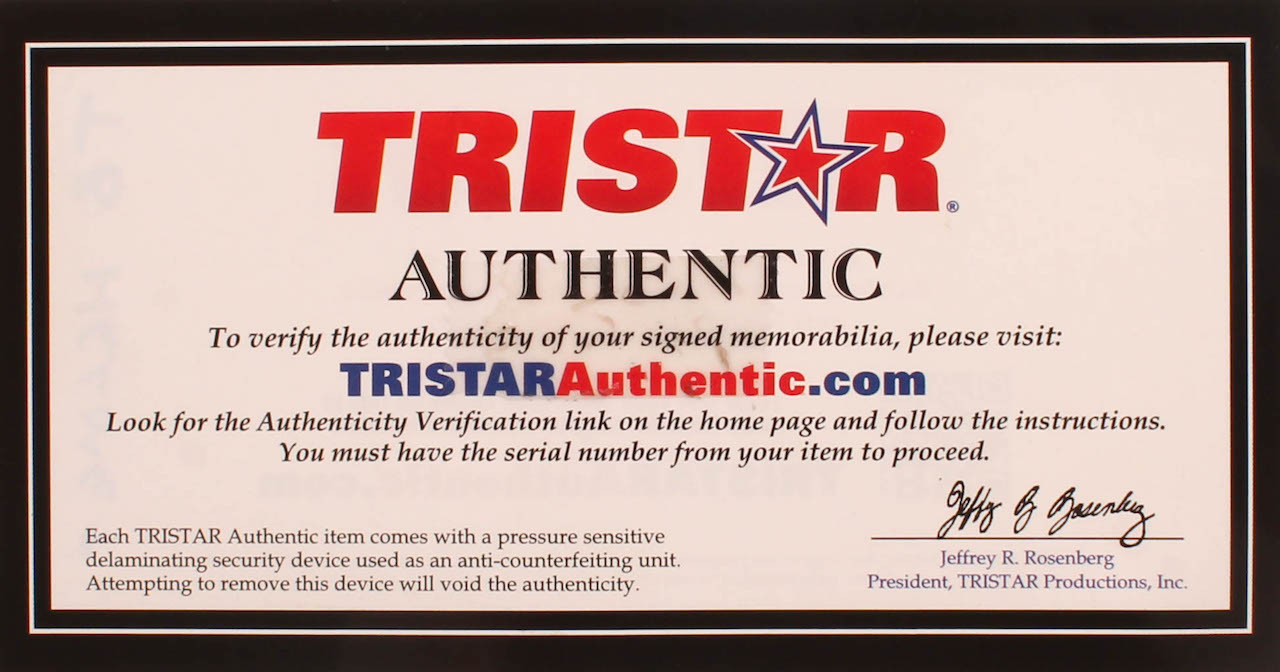 TRISTAR®
AUTHENTIC
To verify the authenticity of your signed memorabilia, please visit:
TRISTARAuthentic.com
Look for the Authenticity Verification link on the home page and follow the instructions.
You must have the serial number from your item to proceed.
Each TRISTAR Authentic item comes with a pressure sensitive
delaminating security device used as an anti-counterfeiting unit.
Attempting to remove this device will void the authenticity.
Jeffrey R. Rosenberg
President, TRISTAR Productions, Inc.